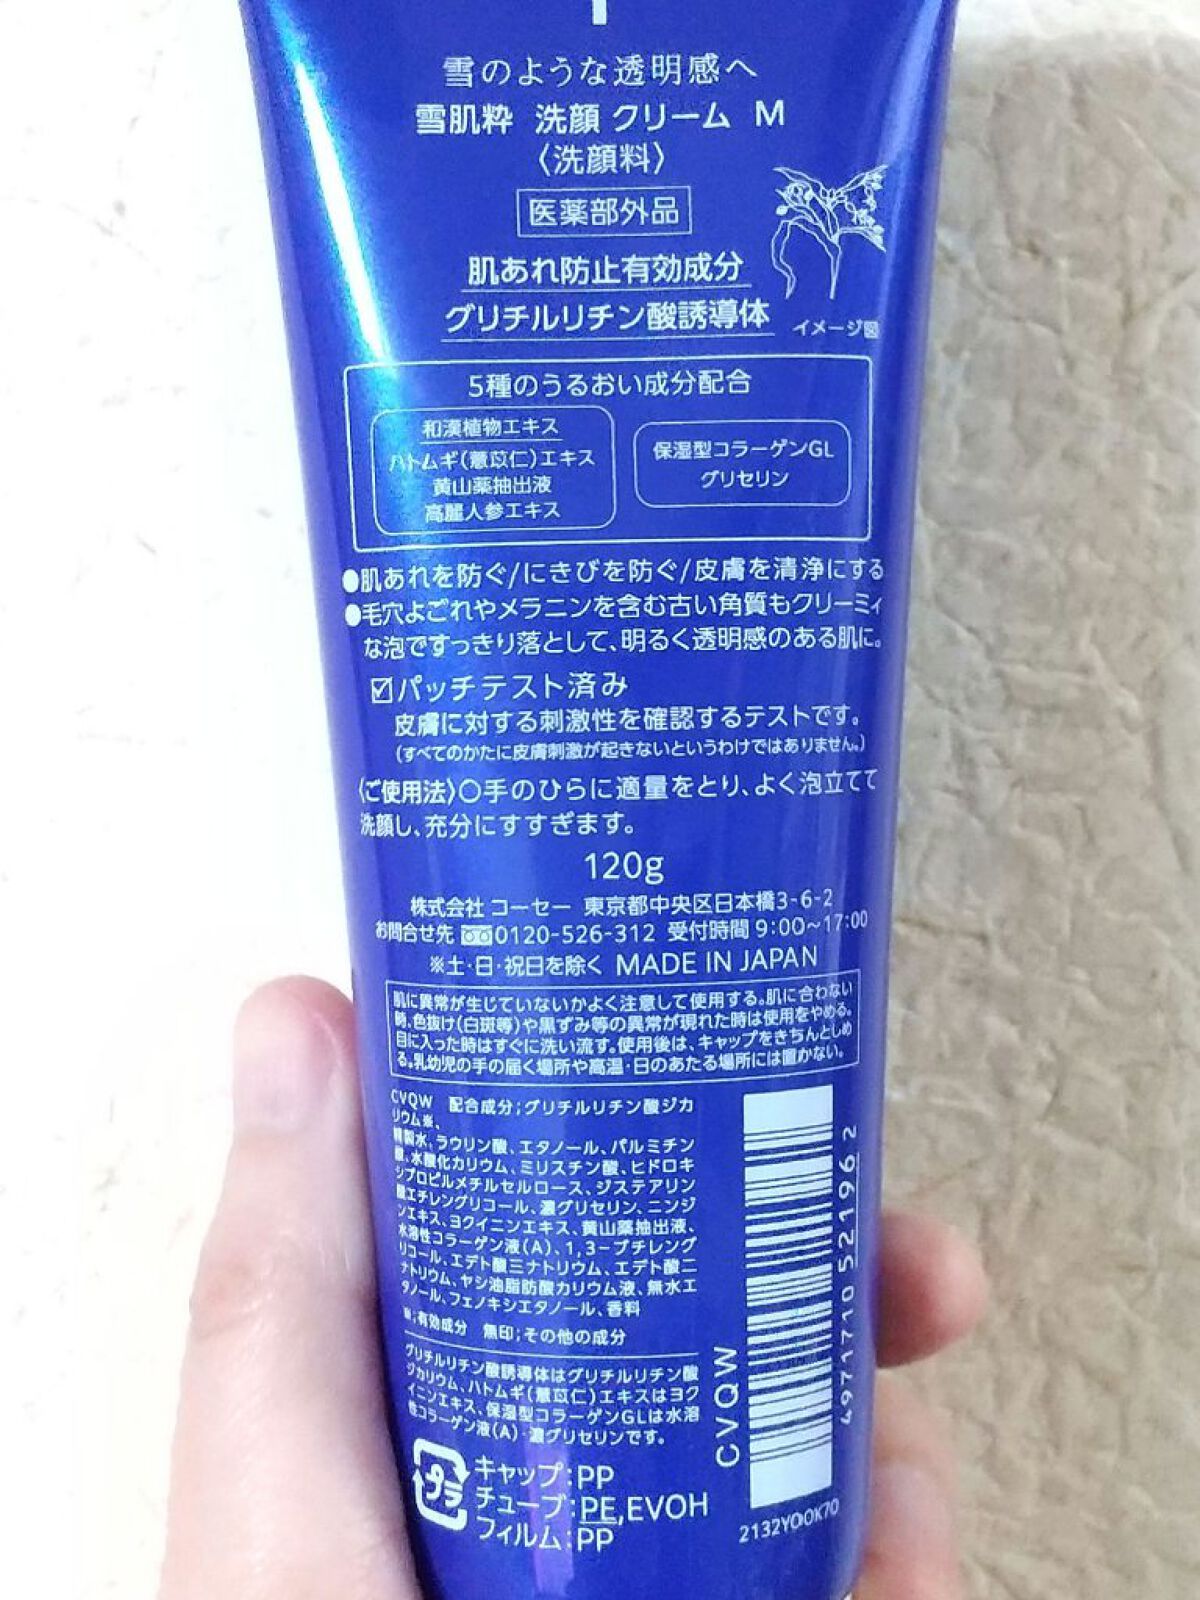 雪のような透明感へ
雪肌粋 洗顔 クリーム M
〈洗顔料〉
医薬部外品
肌あれ防止有効成分
グリチルリチン酸誘導体
イメージ図
5種のうるおい成分配合
和漢植物エキス
ハトムギ(薏苡仁)エキス
黄山薬抽出液
高麗人参エキス
保湿型コラーゲンGL
グリセリン
●肌あれを防ぐ/にきびを防ぐ/皮膚を清浄にする
●毛穴よごれやメラニンを含む古い角質もクリーミィ
な泡ですっきり落として、明るく透明感のある肌に。
☑パッチテスト済み
皮膚に対する刺激性を確認するテストです。
(すべてのかたに皮膚刺激が起きないというわけではありません。)
〈ご使用法〉○手のひらに適量をとり、よく泡立てて
洗顔し、充分にすすぎます。
120g
株式会社 コーセー 東京都中央区日本橋3-6-2
お問合せ先 0120-526-312 受付時間 9:00~17:00
※土・日・祝日を除く MADE IN JAPAN
肌に異常が生じていないかよく注意して使用する。肌に合わない
時、色抜け(白斑等)や黒ずみ等の異常が現れた時は使用をやめる。
目に入った時はすぐに洗い流す。使用後は、キャップをきちんとしめ
る。乳幼児の手の届く場所や高温・日のあたる場所には置かない。
CVQW 配合成分;グリチルリチン酸ジカ
リウム※、
精製水、ラウリン酸、エタノール、パルミチン
酸、水酸化カリウム、ミリスチン酸、ヒドロキ
シプロピルメチルセルロース、ジステアリン
酸エチレングリコール、濃グリセリン、ニンジ
ンエキス、ヨクイニンエキス、黄山薬抽出液、
水溶性コラーゲン液(A)、1,3-ブチレング
リコール、エデト酸三ナトリウム、エデト酸二
ナトリウム、ヤシ油脂肪酸カリウム液、無水エ
タノール、フェノキシエタノール、香料
※;有効成分 無印;その他の成分
グリチルリチン酸誘導体はグリチルリチン酸
ジカリウム、ハトムギ(薏苡仁)エキスはヨク
イニンエキス、保湿型コラーゲンGLは水溶
性コラーゲン液(A)・濃グリセリンです。
CVQW
4971710 521962
プラ
キャップ:PP
チューブ:PE,EVOH
フィルム:PP
2132YOOK70